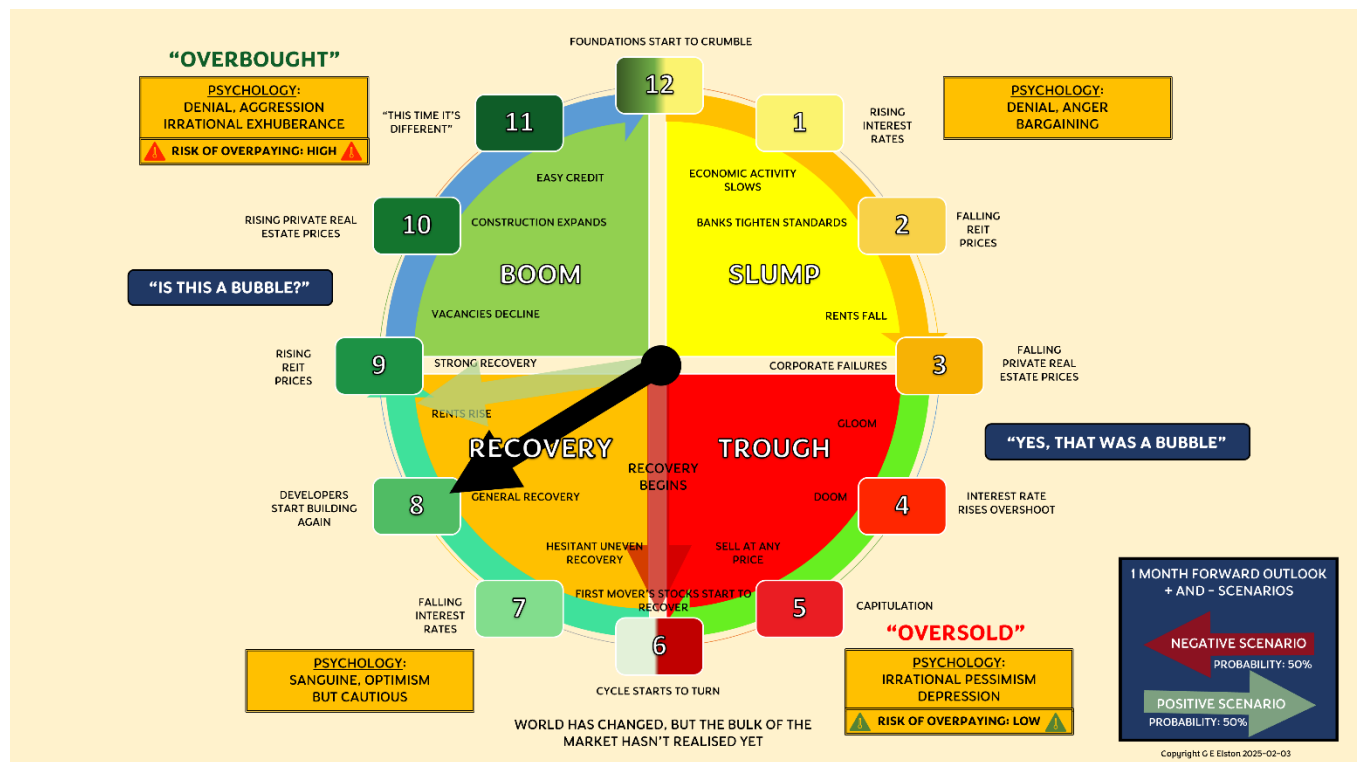 FOUNDATIONS START TO CRUMBLE
"OVERBOUGHT"
PSYCHOLOGY:
DENIAL, AGGRESSION
IRRATIONAL EXHUBERANCE
RISK OF OVERPAYING: HIGH
"THIS TIME IT'S
DIFFERENT"
11
12
1
RISING
INTEREST
RATES
PSYCHOLOGY:
DENIAL, ANGER
BARGAINING
EASY CREDIT
ECONOMIC ACTIVITY
SLOWS
RISING PRIVATE REAL
ESTATE PRICES
10
CONSTRUCTION EXPANDS
BANKS TIGHTEN STANDARDS
2
FALLING
REIT
PRICES
BOOM
SLUMP
"IS THIS A BUBBLE?"
VACANCIES DECLINE
RENTS FALL
RISING
REIT
PRICES
9
STRONG RECOVERY
CORPORATE FAILURES
3
FALLING
PRIVATE REAL
ESTATE PRICES
RENTS RISE
GLOOM
RECOVERY
TROUGH
"YES, THAT WAS A BUBBLE"
RECOVERY
BEGINS
DEVELOPERS
START BUILDING
AGAIN
8
GENERAL RECOVERY
DOOM
4
INTEREST RATE
RISES OVERSHOOT
HESITANT UNEVEN
RECOVERY
SELL AT ANY
PRICE
FIRST MOVER'S STOCKS START TO
RECOVER
FALLING
INTEREST
RATES
7
6
5
CAPITULATION
"OVERSOLD"
PSYCHOLOGY:
SANGUINE, OPTIMISM
BUT CAUTIOUS
CYCLE STARTS TO TURN
WORLD HAS CHANGED, BUT THE BULK OF THE
MARKET HASN'T REALISED YET
PSYCHOLOGY:
IRRATIONAL PESSIMISM
DEPRESSION
RISK OF OVERPAYING: LOW
1 MONTH FORWARD OUTLOOK
+ AND - SCENARIOS
NEGATIVE SCENARIO
PROBABILITY: 50%
POSITIVE SCENARIO
PROBABILITY: 50%
Copyright G E Elston 2025-02-03